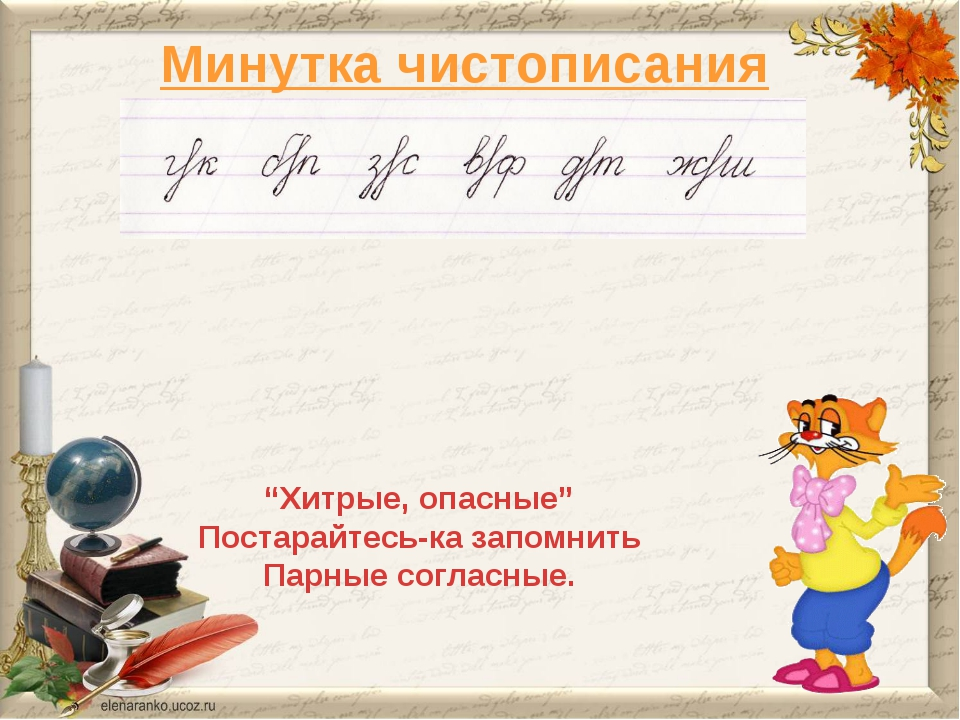 Минутка чистописания
г|к б|п з|с в|ф д|т ж|ш
“Хитрые, опасные”
Постарайтесь-ка запомнить
Парные согласные.
elenaranko.ucoz.ru